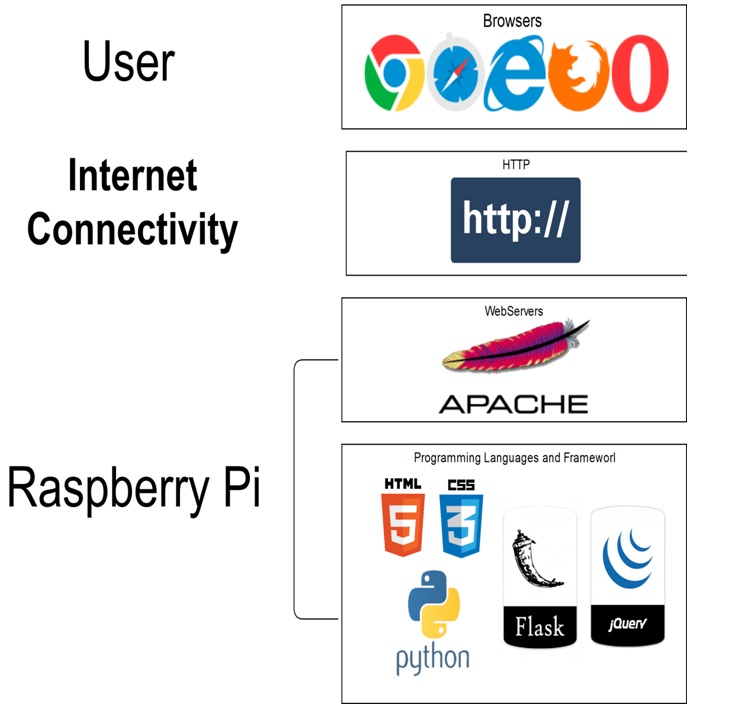 User
Browsers
Internet
Connectivity
HTTP
http://
WebServers
APACHE
Raspberry Pi
Programming Languages and Frameworl
HTML
5
CSS
3
python
Flask
jQuery